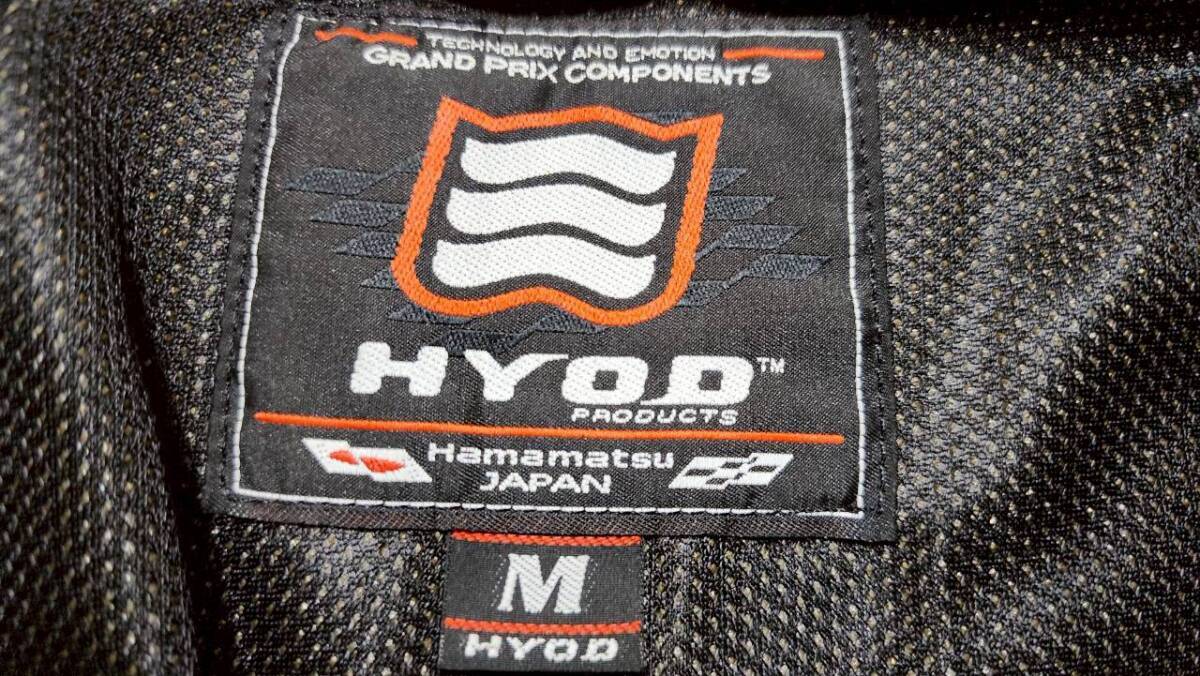 TECHNOLOGY AND EMOTION
GRAND PRIX COMPONENTS
HYOD™
PRODUCTS
Hamamatsu
JAPAN
M
HYOD